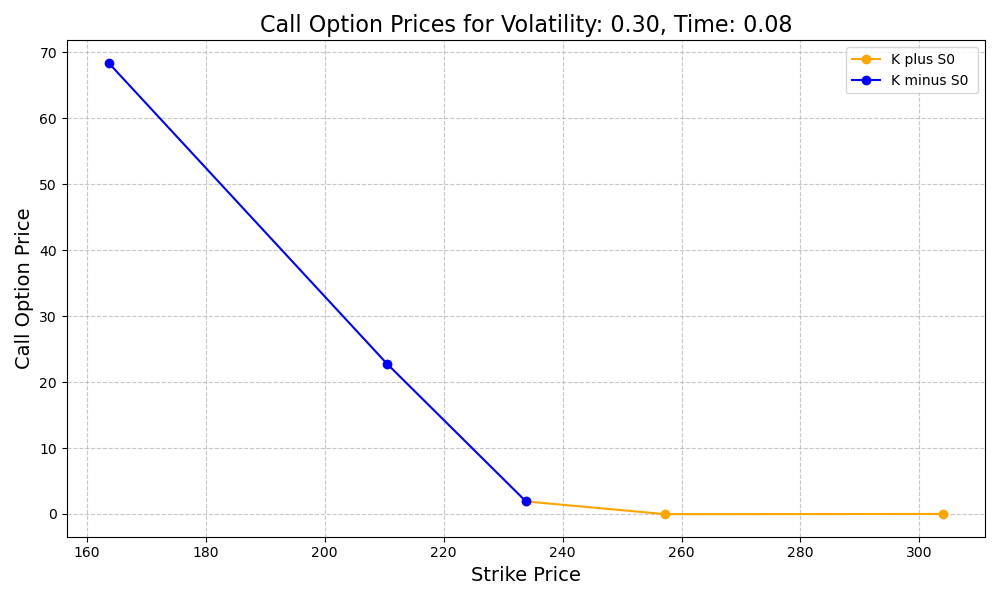 Call Option Prices for Volatility: 0.30, Time: 0.08
K plus S0
K minus S0
Call Option Price
70
60
50
40
30
20
10
0
160 180 200 220 240 260 280 300
Strike Price